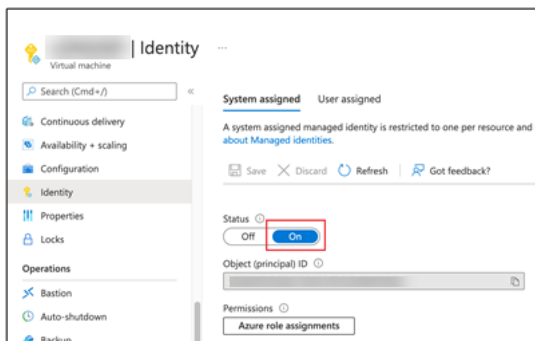 | Identity ...
Virtual machine
Search (Cmd+/)
«
Continuous delivery
Availability + scaling
Configuration
Identity
Properties
Locks
Operations
Bastion
Auto-shutdown
Backup
System assigned User assigned
A system assigned managed identity is restricted to one per resource and
about Managed identities.
Save Discard Refresh Got feedback?
Status
Off On
Object (principal) ID
Permissions
Azure role assignments